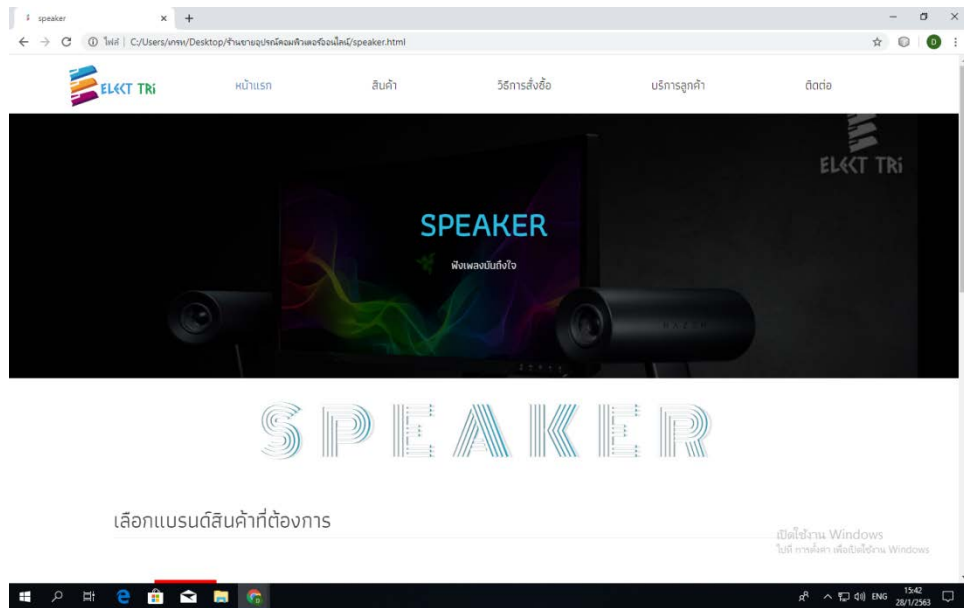 speaker
ไฟล์ | C:/Users/เกรน/Desktop/ร้านขายอุปรณ์คอมพิวเตอร์ออนไลน์/speaker.html
ELECT TRi
หน้าแรก
สินค้า
วิธีการสั่งซื้อ
บริการลูกค้า
ติดต่อ
ELECT TRi
SPEAKER
ฟังเพลงมันถึงใจ
RAZER
SPEAKER
เลือกแบรนด์สินค้าที่ต้องการ
เปิดใช้งาน Windows
ไปที่ การตั้งค่า เพื่อเปิดใช้งาน Windows
ENG
15:42
28/1/2563